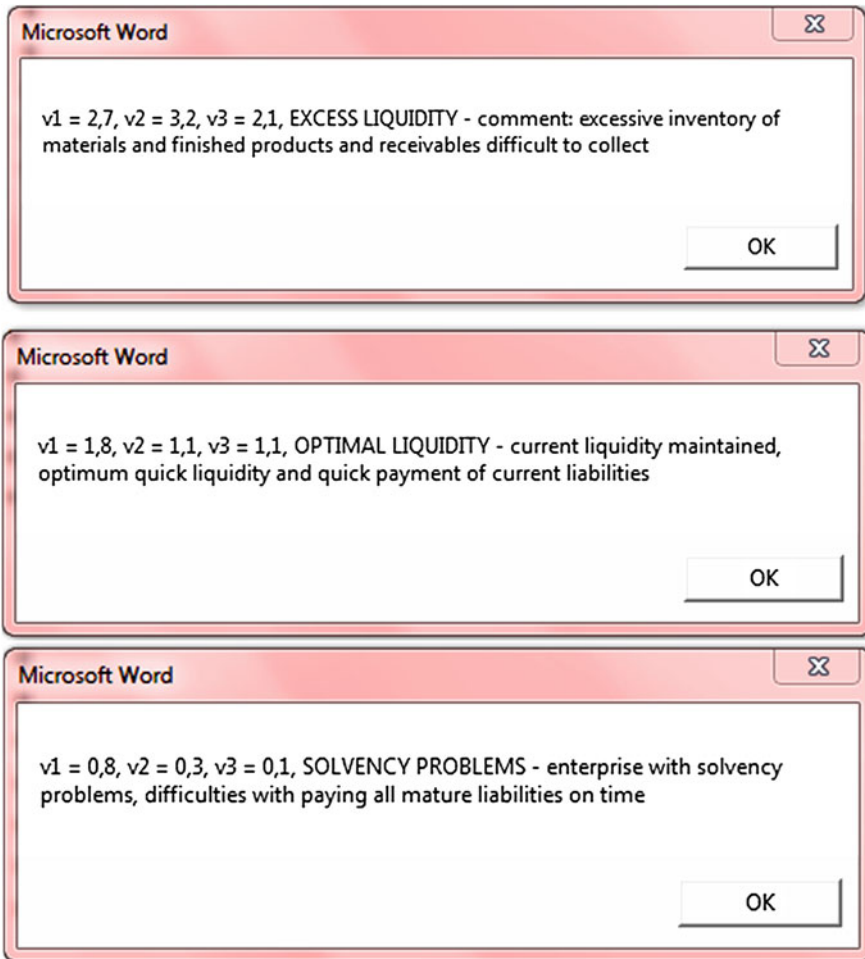 Microsoft Word
v1 = 2,7, v2 = 3,2, v3 = 2,1, EXCESS LIQUIDITY - comment: excessive inventory of
materials and finished products and receivables difficult to collect
OK
Microsoft Word
v1 = 1,8, v2 = 1,1, v3 = 1,1, OPTIMAL LIQUIDITY - current liquidity maintained,
optimum quick liquidity and quick payment of current liabilities
OK
Microsoft Word
v1 = 0,8, v2 = 0,3, v3 = 0,1, SOLVENCY PROBLEMS - enterprise with solvency
problems, difficulties with paying all mature liabilities on time
OK